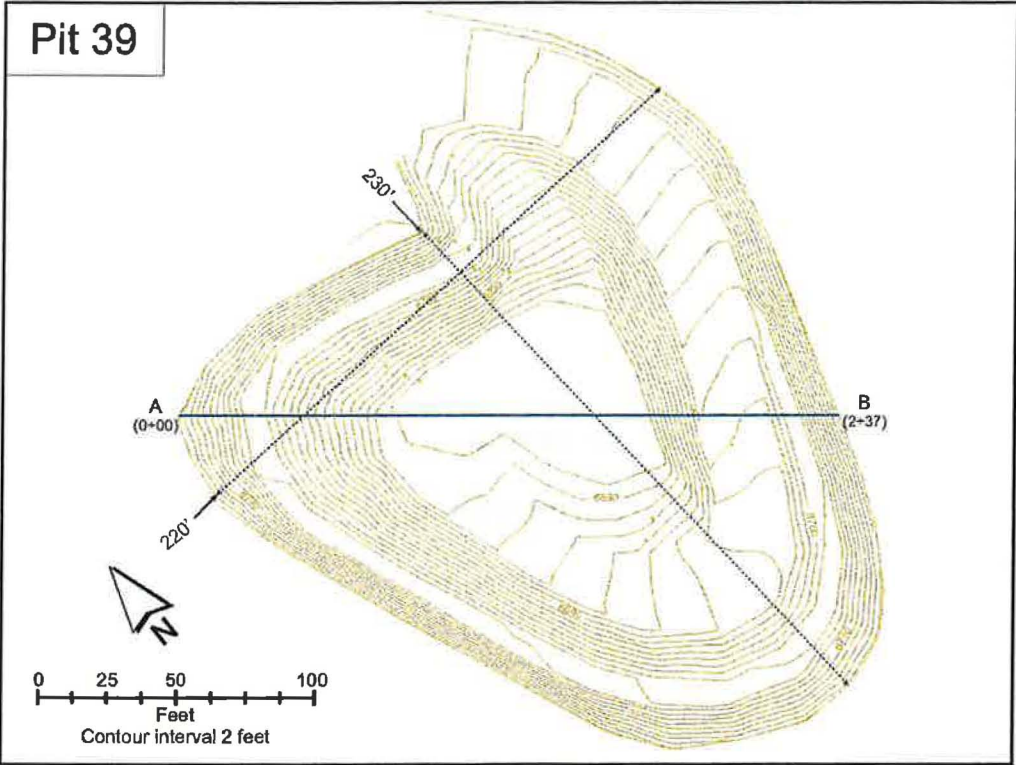 Pit 39
230'
A
(0+00)
B
(2+37)
220'
N
0 25 50 100
Feet
Contour interval 2 feet